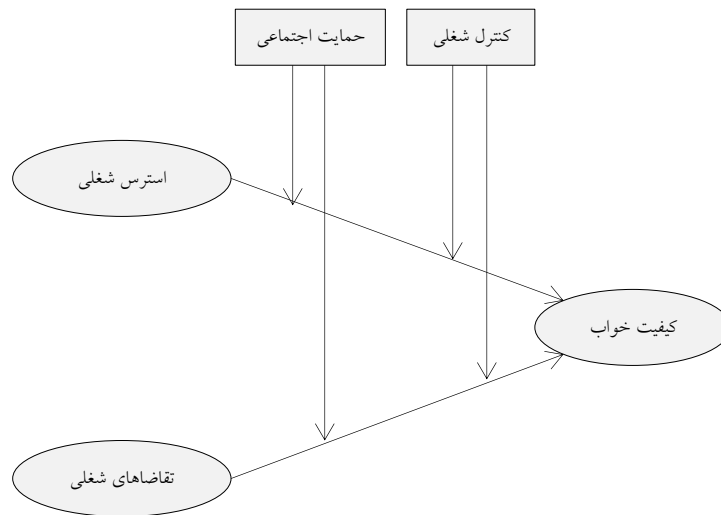 کنترل شغلی
حمایت اجتماعی
استرس شغلی
کیفیت خواب
تقاضاهای شغلی